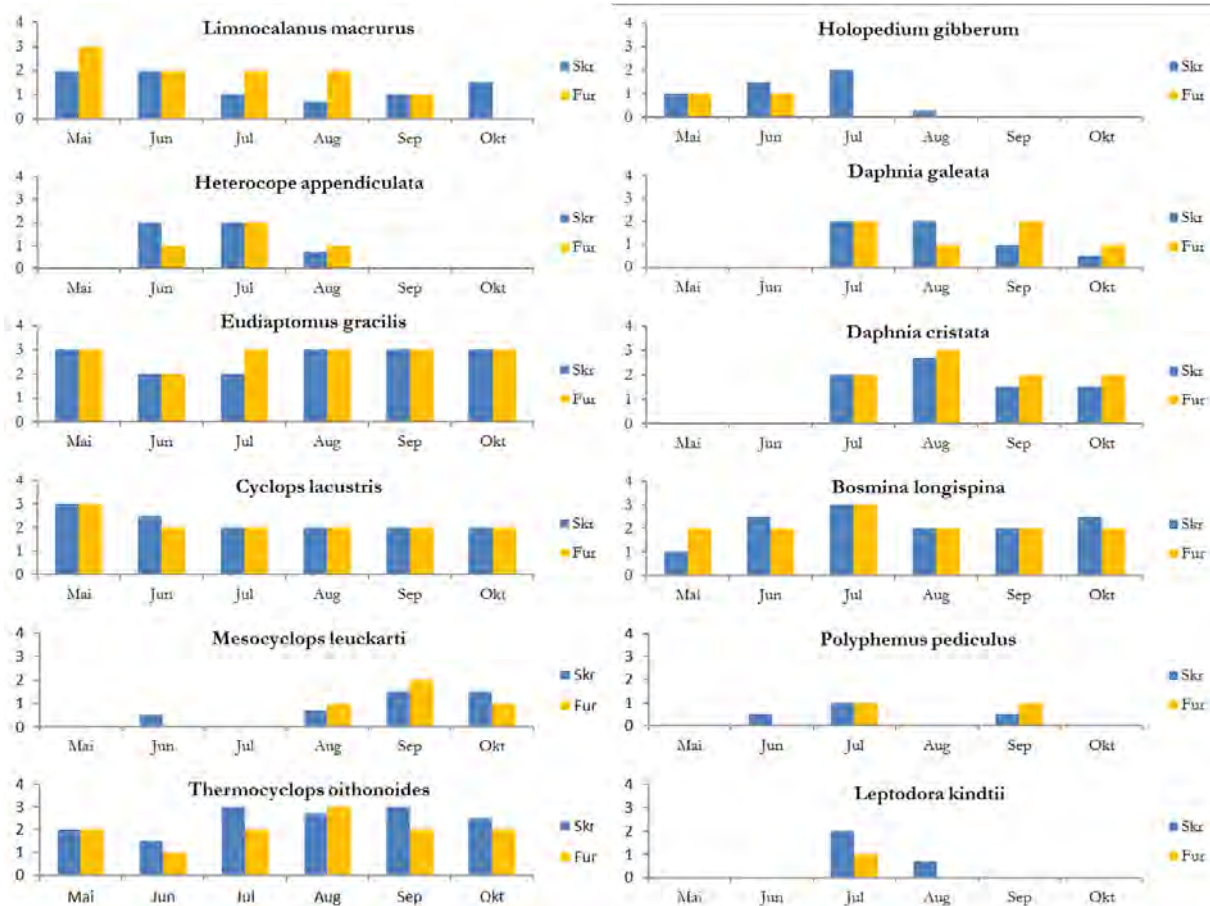 Limnocalanus macrurus
4
3
2
1
0
Mai Jun Jul Aug Sep Okt
Skr
Fur
Heterocope appendiculata
4
3
2
1
0
Mai Jun Jul Aug Sep Okt
Skr
Fur
Eudiaptomus gracilis
4
3
2
1
0
Mai Jun Jul Aug Sep Okt
Skr
Fur
Cyclops lacustris
4
3
2
1
0
Mai Jun Jul Aug Sep Okt
Skr
Fur
Mesocyclops leuckarti
4
3
2
1
0
Mai Jun Jul Aug Sep Okt
Skr
Fur
Thermocyclops oithonoides
4
3
2
1
0
Mai Jun Jul Aug Sep Okt
Skr
Fur
Holopedium gibberum
4
3
2
1
0
Mai Jun Jul Aug Sep Okt
Skr
Fur
Daphnia galeata
4
3
2
1
0
Mai Jun Jul Aug Sep Okt
Skr
Fur
Daphnia cristata
4
3
2
1
0
Mai Jun Jul Aug Sep Okt
Skr
Fur
Bosmina longispina
4
3
2
1
0
Mai Jun Jul Aug Sep Okt
Skr
Fur
Polyphemus pediculus
4
3
2
1
0
Mai Jun Jul Aug Sep Okt
Skr
Fur
Leptodora kindtii
4
3
2
1
0
Mai Jun Jul Aug Sep Okt
Skr
Fur